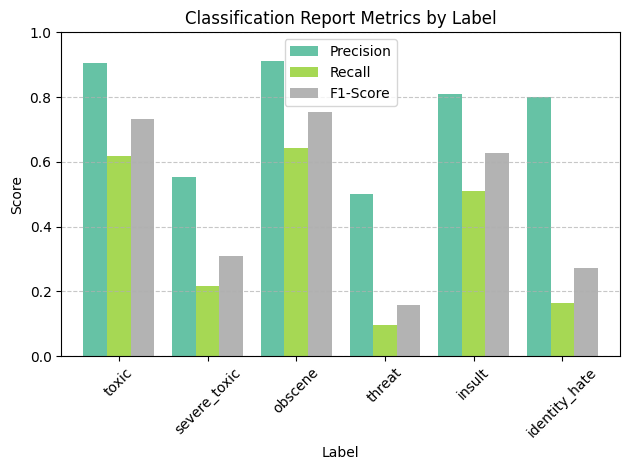 Classification Report Metrics by Label
Precision
Recall
F1-Score
1.0
0.8
0.6
0.4
0.2
0.0
Score
toxic
severe_toxic
obscene
threat
insult
identity_hate
Label